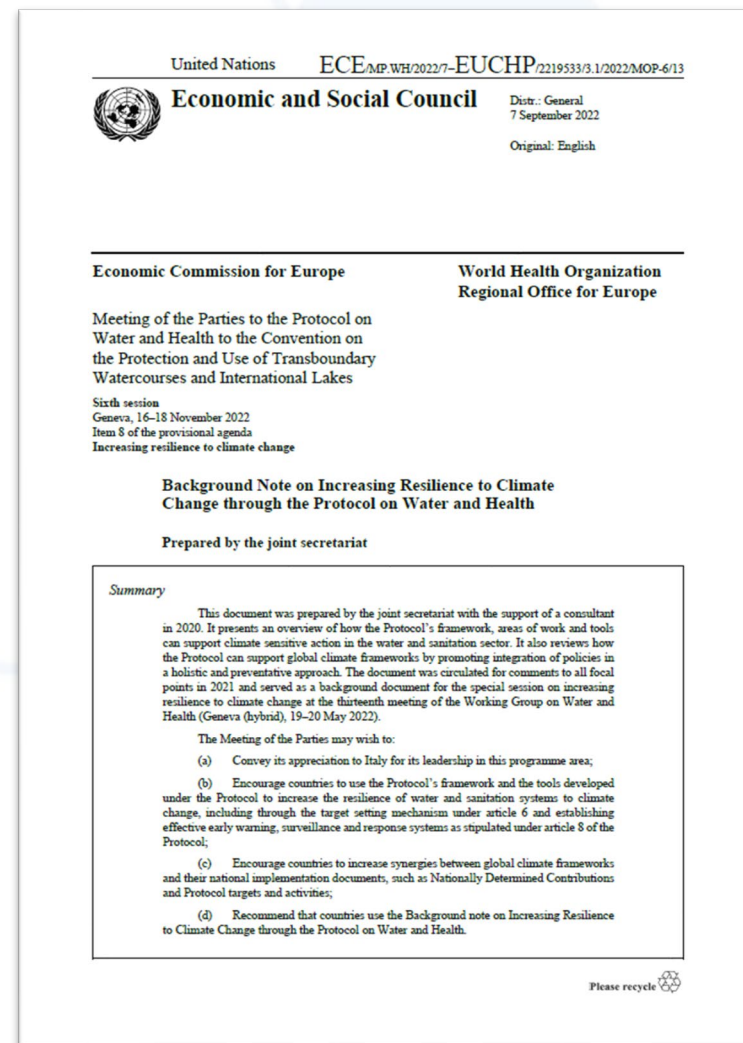 United Nations ECE/MP.WH/2022/7–EUCHP/2219533/3.1/2022/MOP-6/13
Economic and Social Council
Distr.: General
7 September 2022
Original: English
Economic Commission for Europe
World Health Organization
Regional Office for Europe
Meeting of the Parties to the Protocol on
Water and Health to the Convention on
the Protection and Use of Transboundary
Watercourses and International Lakes
Sixth session
Geneva, 16–18 November 2022
Item 8 of the provisional agenda
Increasing resilience to climate change
Background Note on Increasing Resilience to Climate
Change through the Protocol on Water and Health
Prepared by the joint secretariat
Summary
This document was prepared by the joint secretariat with the support of a consultant
in 2020. It presents an overview of how the Protocol's framework, areas of work and tools
can support climate sensitive action in the water and sanitation sector. It also reviews how
the Protocol can support global climate frameworks by promoting integration of policies in
a holistic and preventative approach. The document was circulated for comments to all focal
points in 2021 and served as a background document for the special session on increasing
resilience to climate change at the thirteenth meeting of the Working Group on Water and
Health (Geneva (hybrid), 19–20 May 2022).
The Meeting of the Parties may wish to:
(a) Convey its appreciation to Italy for its leadership in this programme area;
(b) Encourage countries to use the Protocol's framework and the tools developed
under the Protocol to increase the resilience of water and sanitation systems to climate
change, including through the target setting mechanism under article 6 and establishing
effective early warning, surveillance and response systems as stipulated under article 8 of the
Protocol;
(c) Encourage countries to increase synergies between global climate frameworks
and their national implementation documents, such as Nationally Determined Contributions
and Protocol targets and activities;
(d) Recommend that countries use the Background note on Increasing Resilience
to Climate Change through the Protocol on Water and Health.
Please recycle